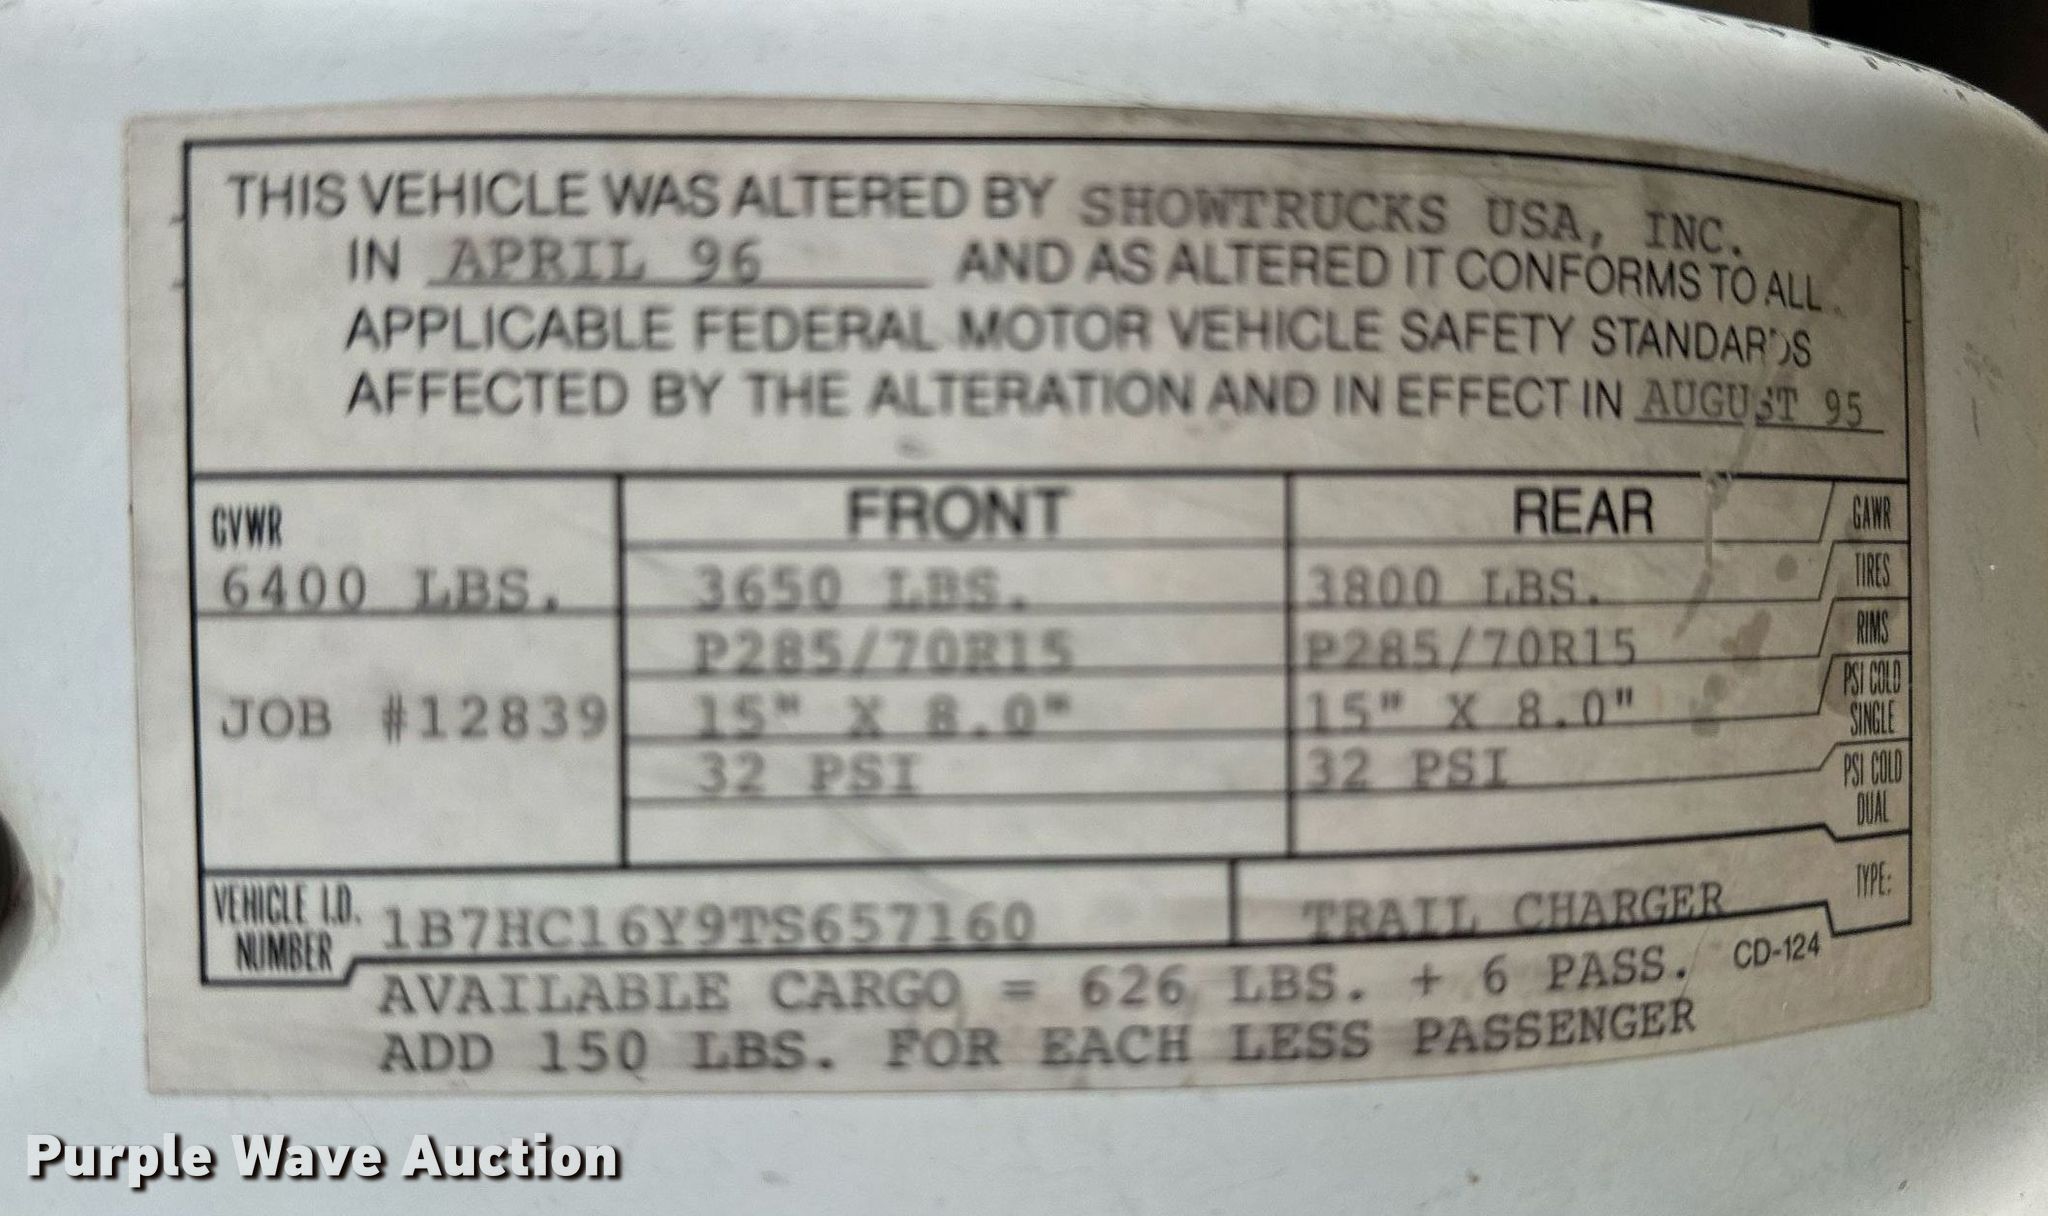 THIS VEHICLE WAS ALTERED BY SHOWTRUCKS USA, INC.
IN APRIL 96 AND AS ALTERED IT CONFORMS TO ALL
APPLICABLE FEDERAL MOTOR VEHICLE SAFETY STANDARDS
AFFECTED BY THE ALTERATION AND IN EFFECT IN AUGUST 95
GVWR FRONT REAR GAWR
6400 LBS. 3650 LBS. 3800 LBS. TIRES
P285/70R15 P285/70R15 RIMS
JOB #12839 15" X 8.0" 15" X 8.0" PSI COLD SINGLE
32 PSI 32 PSI PSI COLD DUAL
VEHICLE I.D. NUMBER 1B7HC16Y9TS657160 TRAIL CHARGER TYPE:
AVAILABLE CARGO = 626 LBS. + 6 PASS. CD-124
ADD 150 LBS. FOR EACH LESS PASSENGER
Purple Wave Auction